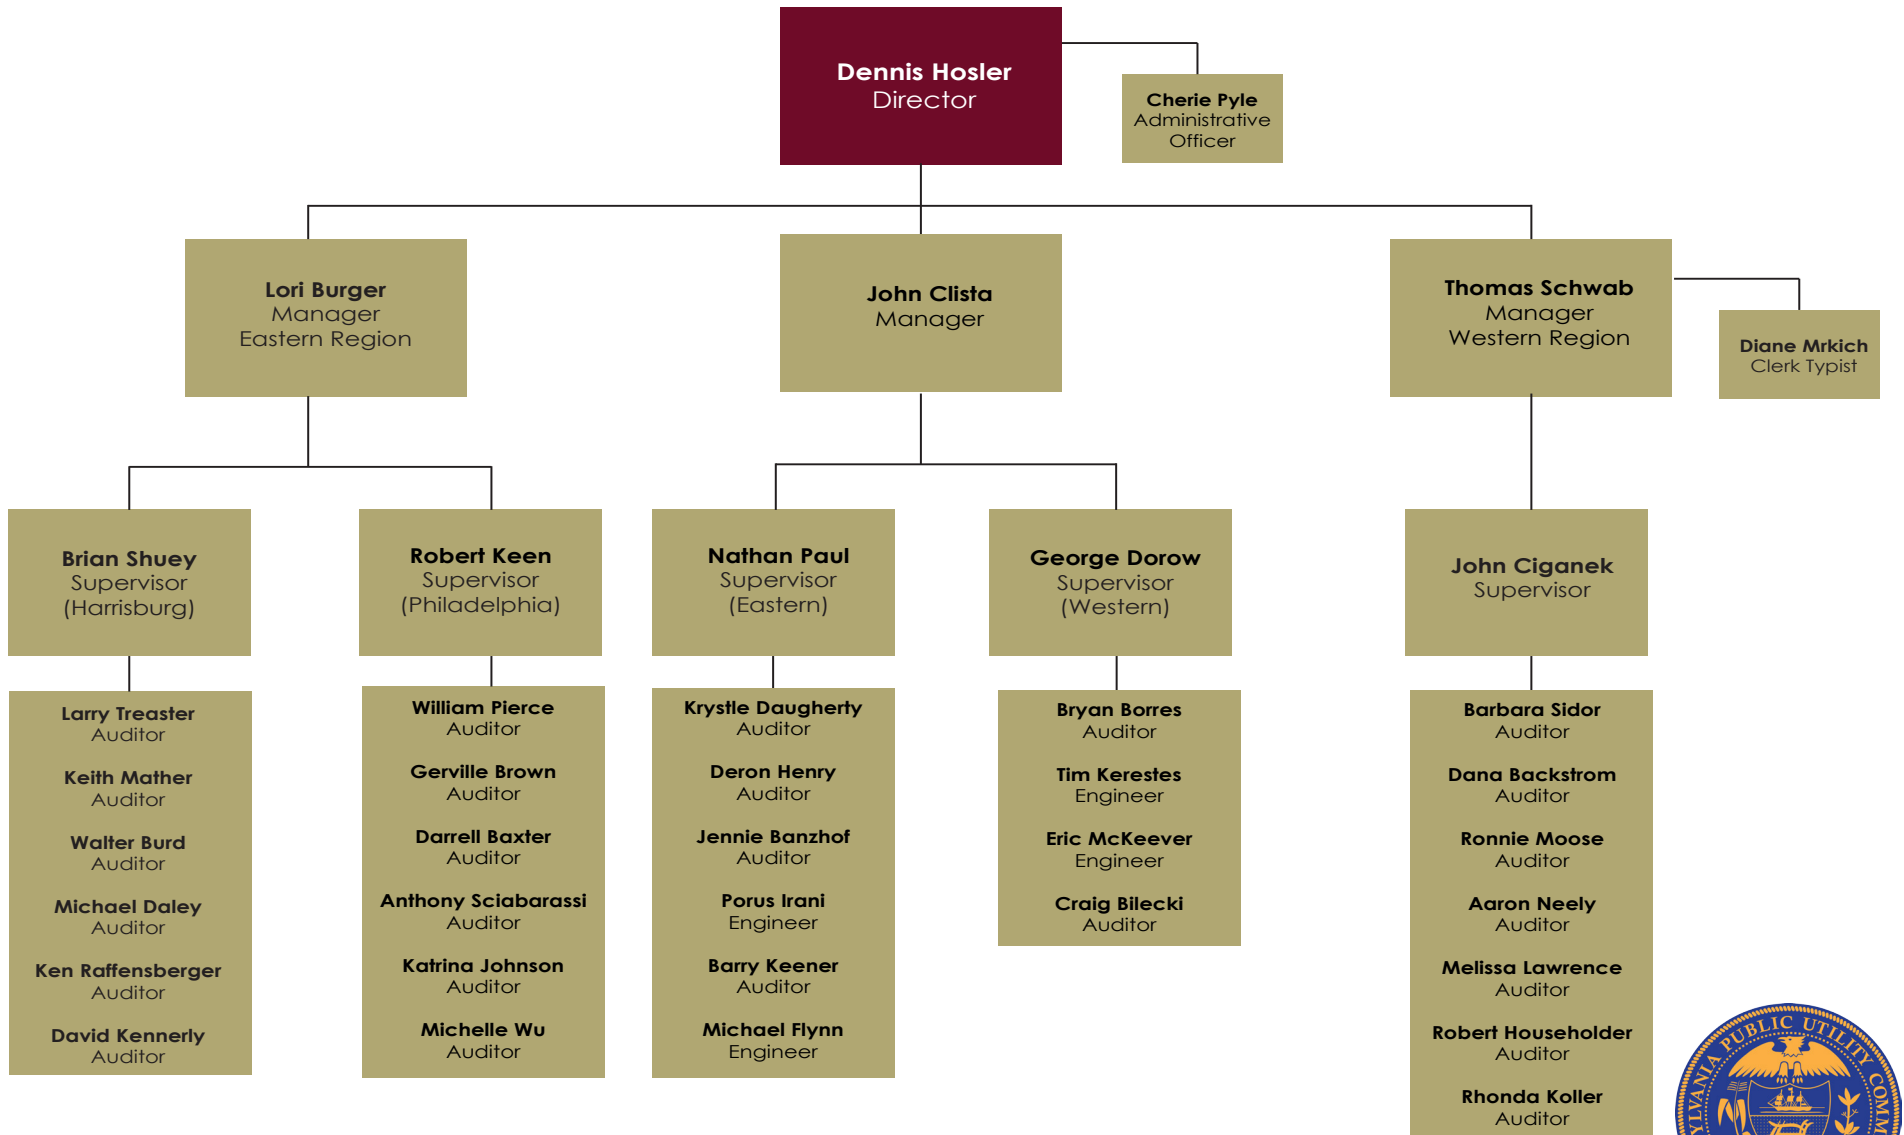 Dennis Hosler
Director
Cherie Pyle
Administrative
Officer
Lori Burger
Manager
Eastern Region
John Clista
Manager
Thomas Schwab
Manager
Western Region
Diane Mrkich
Clerk Typist
Brian Shuey
Supervisor
(Harrisburg)
Robert Keen
Supervisor
(Philadelphia)
Nathan Paul
Supervisor
(Eastern)
George Dorow
Supervisor
(Western)
John Ciganek
Supervisor
Larry Treaster
Auditor
Keith Mather
Auditor
Walter Burd
Auditor
Michael Daley
Auditor
Ken Raffensberger
Auditor
David Kennerly
Auditor
William Pierce
Auditor
Gerville Brown
Auditor
Darrell Baxter
Auditor
Anthony Sciabarassi
Auditor
Katrina Johnson
Auditor
Michelle Wu
Auditor
Krystle Daugherty
Auditor
Deron Henry
Auditor
Jennie Banzhof
Auditor
Porus Irani
Engineer
Barry Keener
Auditor
Michael Flynn
Engineer
Bryan Borres
Auditor
Tim Kerestes
Engineer
Eric McKeever
Engineer
Craig Bilecki
Auditor
Barbara Sidor
Auditor
Dana Backstrom
Auditor
Ronnie Moose
Auditor
Aaron Neely
Auditor
Melissa Lawrence
Auditor
Robert Householder
Auditor
Rhonda Koller
Auditor
YLVANIA PUBLIC UTILITY COMM